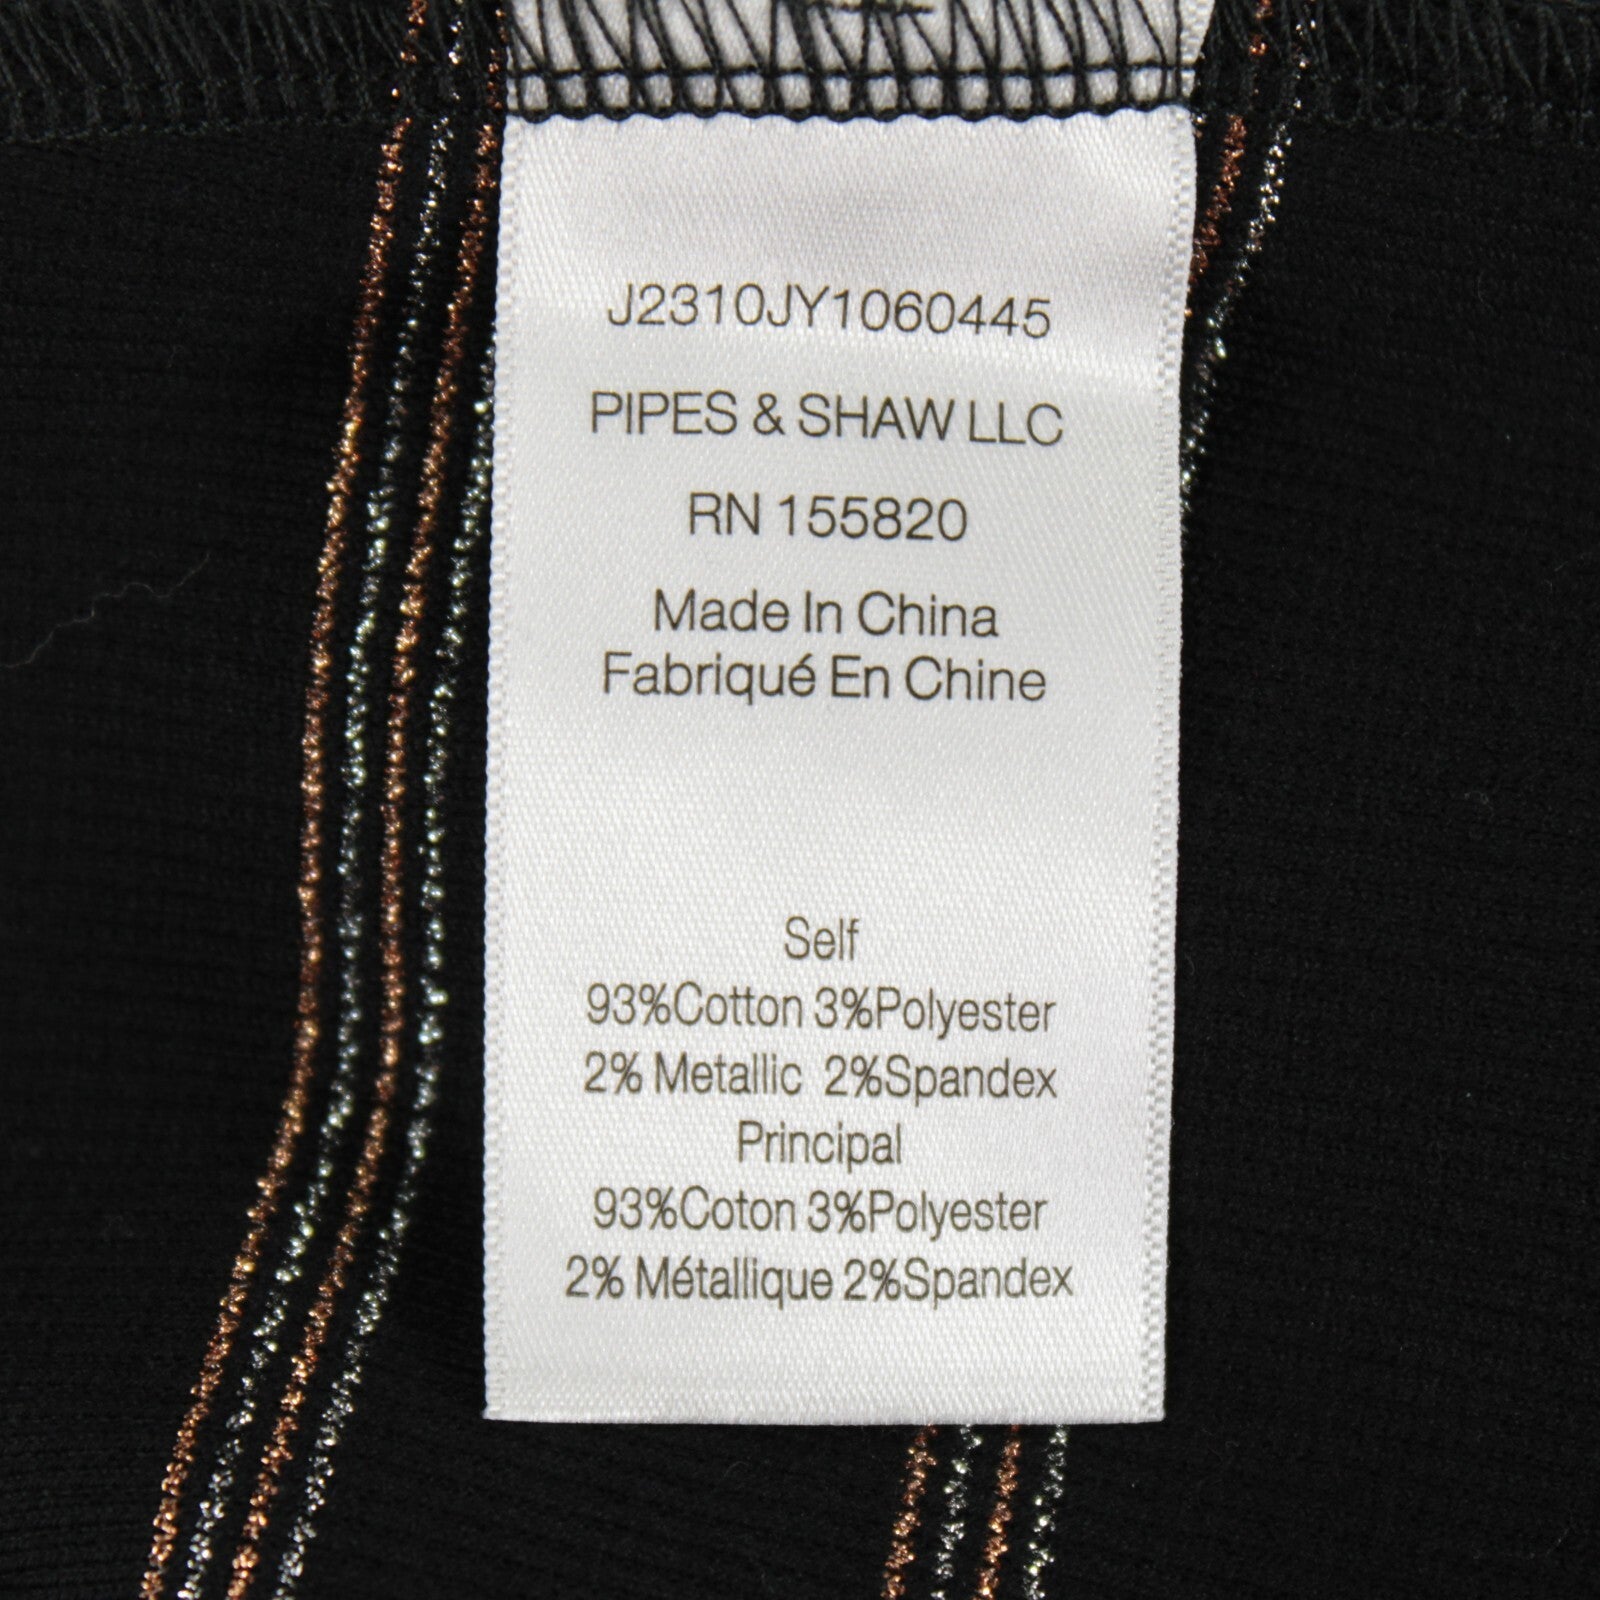 J2310JY1060445
PIPES & SHAW LLC
RN 155820
Made In China
Fabriqué En Chine
Self
93%Cotton 3%Polyester
2% Metallic 2%Spandex
Principal
93%Coton 3%Polyester
2% Métallique 2%Spandex